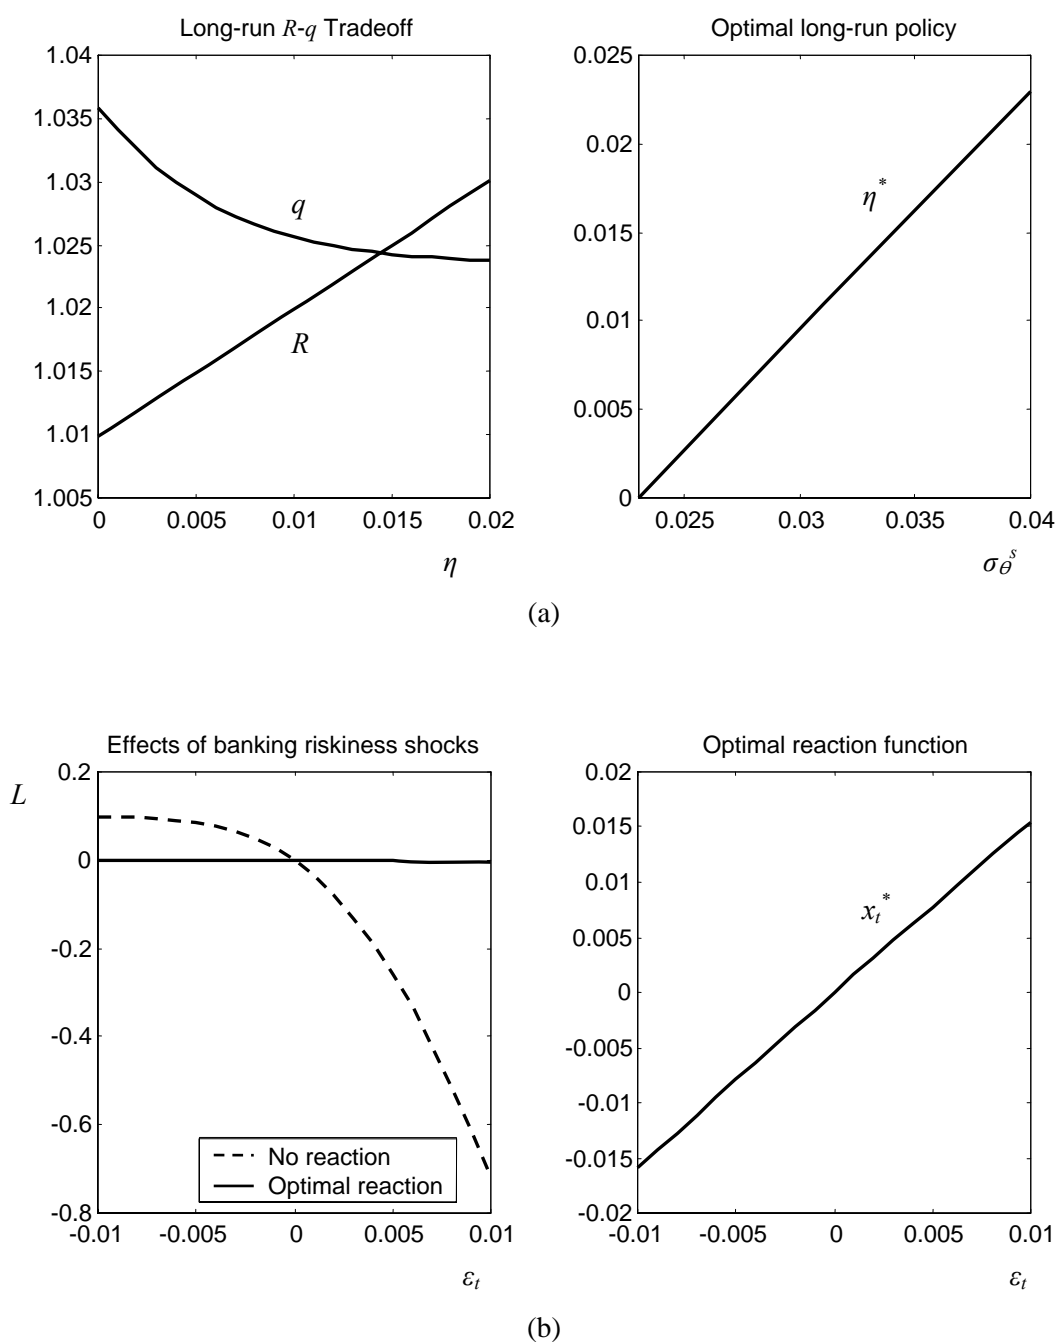 Long-run R-q Tradeoff
1.04
1.035
1.03
1.025
1.02
1.015
1.01
1.005
q
R
0 0.005 0.01 0.015 0.02
η
Optimal long-run policy
0.025
0.02
0.015
0.01
0.005
0
η*
0.025 0.03 0.035 0.04
σθ^s
(a)
Effects of banking riskiness shocks
L
0.2
0
-0.2
-0.4
-0.6
-0.8
No reaction
Optimal reaction
-0.01 -0.005 0 0.005 0.01
εt
Optimal reaction function
0.02
0.015
0.01
0.005
0
-0.005
-0.01
-0.015
-0.02
xt*
-0.01 -0.005 0 0.005 0.01
εt
(b)